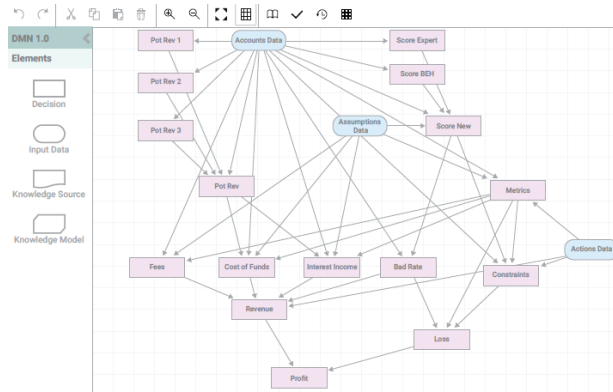 DMN 1.0
Elements
Decision
Input Data
Knowledge Source
Knowledge Model
Pot Rev 1
Accounts Data
Score Expert
Pot Rev 2
Score BEH
Pot Rev 3
Assumptions
Data
Score New
Pot Rev
Metrics
Actions Data
Fees
Cost of Funds
Interest Income
Bad Rate
Constraints
Revenue
Loss
Profit